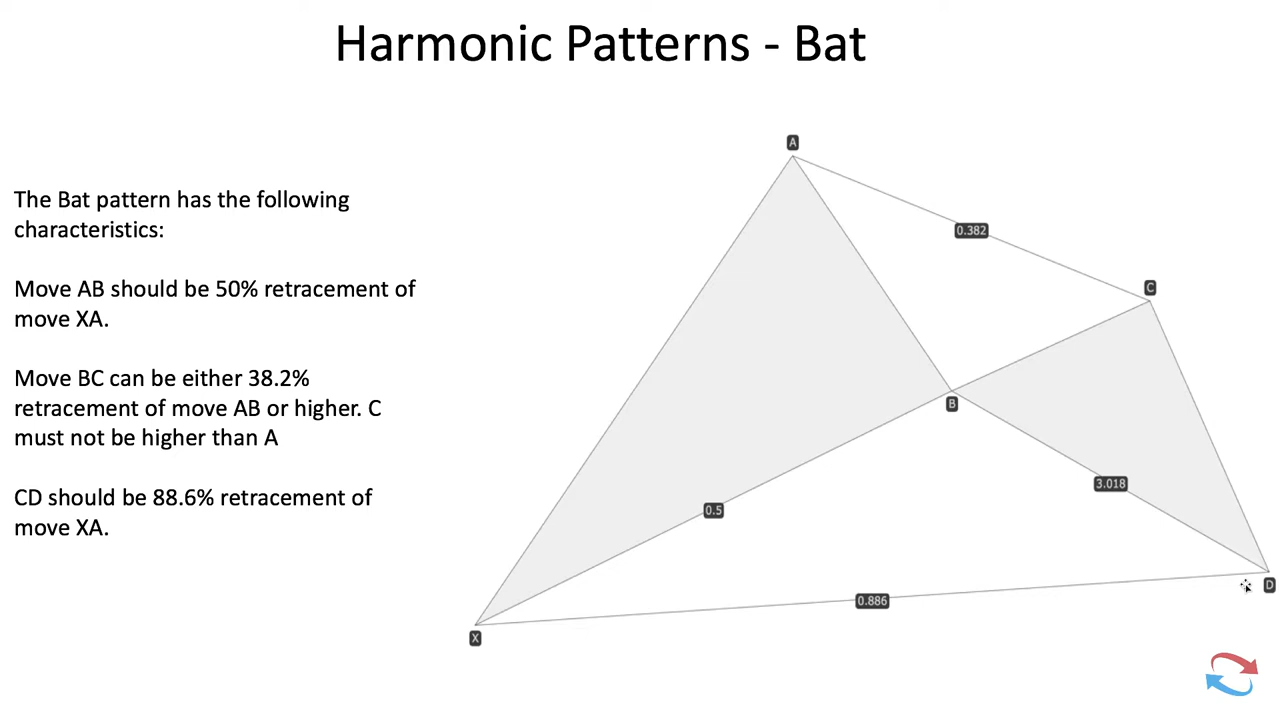 Harmonic Patterns - Bat
The Bat pattern has the following
characteristics:
Move AB should be 50% retracement of
move XA.
Move BC can be either 38.2%
retracement of move AB or higher. C
must not be higher than A
CD should be 88.6% retracement of
move XA.
A
0.382
C
B
3.018
0.5
D
0.886
X